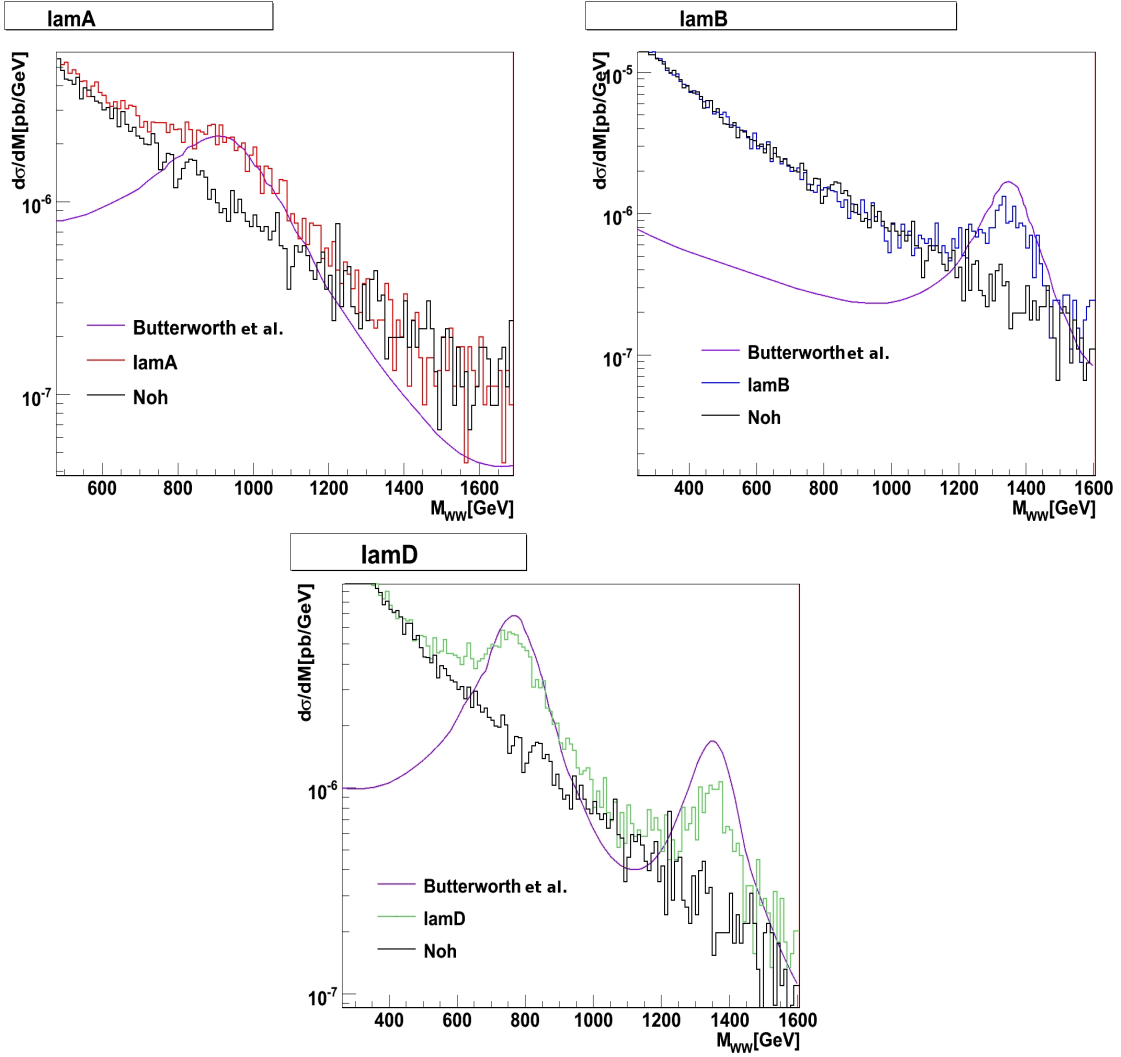 lamA
dσ/dM[pb/GeV]
10⁻⁶
10⁻⁷
Butterworth et al.
lamA
Noh
600 800 1000 1200 1400 1600
M_WW[GeV]
lamB
dσ/dM[pb/GeV]
10⁻⁵
10⁻⁶
10⁻⁷
Butterworth et al.
lamB
Noh
400 600 800 1000 1200 1400 1600
M_WW[GeV]
lamD
dσ/dM[pb/GeV]
10⁻⁶
10⁻⁷
Butterworth et al.
lamD
Noh
400 600 800 1000 1200 1400 1600
M_WW[GeV]